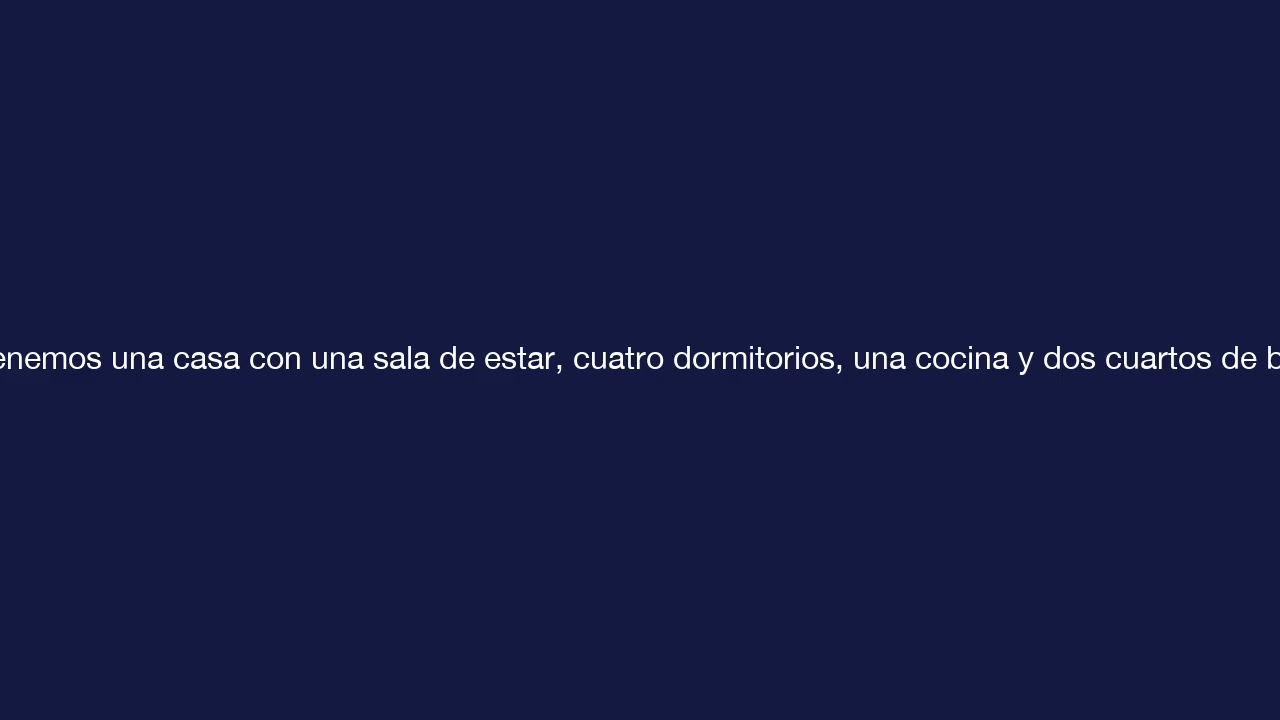 enemos una casa con una sala de estar, cuatro dormitorios, una cocina y dos cuartos de b